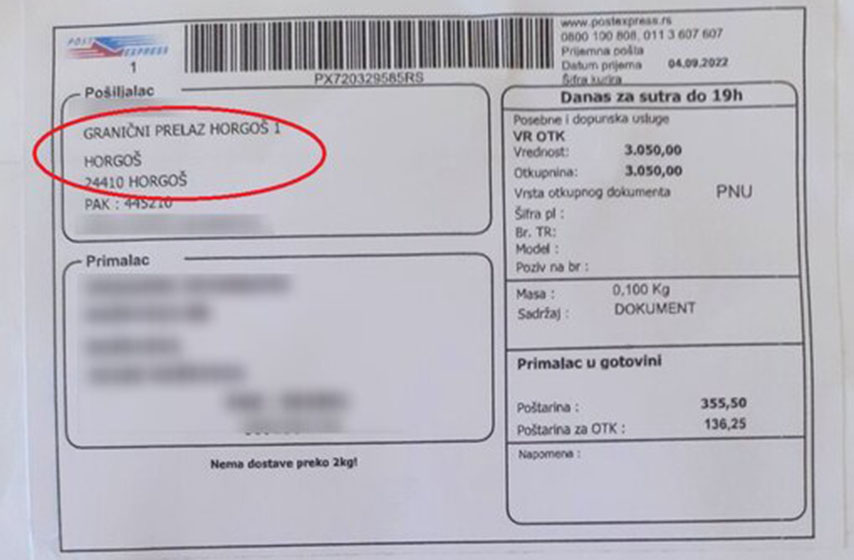 POST
EXPRESS
1
PX720329585RS
www.postexpress.rs
0800 100 808, 011 3 607 607
Prijemna pošta
Datum prijema 04.09.2022
Šifra kurira
Pošiljalac
GRANIČNI PRELAZ HORGOŠ 1
HORGOŠ
24410 HORGOŠ
PAK : 445210
Primalac
Nema dostave preko 2kg!
Danas za sutra do 19h
Posebne i dopunska usluge
VR OTK
Vrednost: 3.050,00
Otkupnina: 3.050,00
Vrsta otkupnog dokumenta PNU
Šifra pl :
Br. TR:
Model :
Poziv na br :
Masa : 0,100 Kg
Sadržaj : DOKUMENT
Primalac u gotovini
Poštarina : 355,50
Poštarina za OTK : 136,25
Napomena :